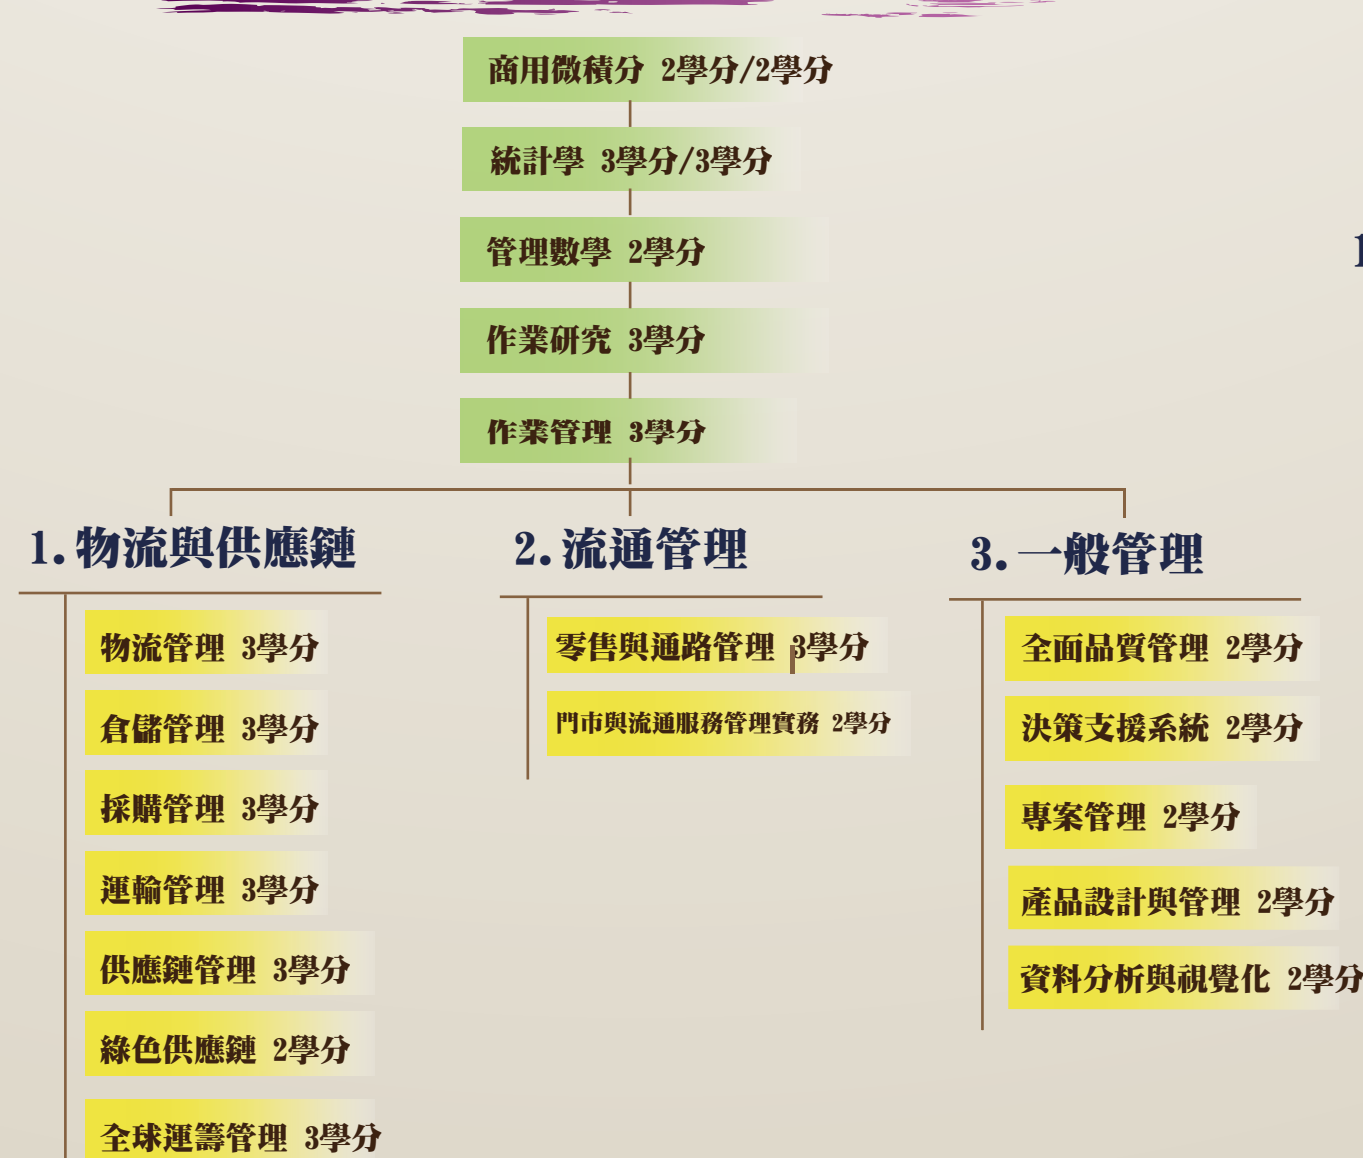 商用微積分 2學分/2學分
統計學 3學分/3學分
管理數學 2學分
作業研究 3學分
作業管理 3學分
1.物流與供應鏈
物流管理 3學分
倉儲管理 3學分
採購管理 3學分
運輸管理 3學分
供應鏈管理 3學分
綠色供應鏈 2學分
全球運籌管理 3學分
2.流通管理
零售與通路管理 3學分
門市與流通服務管理實務 2學分
3.一般管理
全面品質管理 2學分
決策支援系統 2學分
專案管理 2學分
產品設計與管理 2學分
資料分析與視覺化 2學分